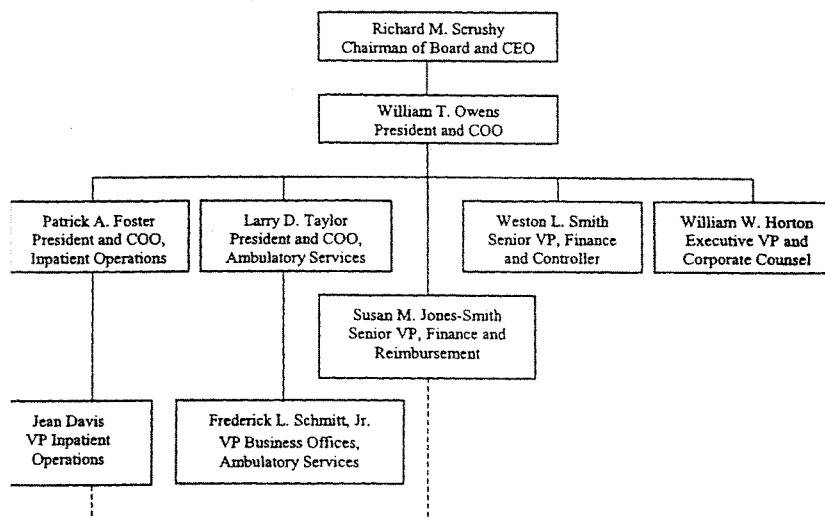 Richard M. Scrushy
Chairman of Board and CEO
William T. Owens
President and COO
Patrick A. Foster
President and COO,
Inpatient Operations
Larry D. Taylor
President and COO,
Ambulatory Services
Weston L. Smith
Senior VP, Finance
and Controller
William W. Horton
Executive VP and
Corporate Counsel
Susan M. Jones-Smith
Senior VP, Finance and
Reimbursement
Jean Davis
VP Inpatient
Operations
Frederick L. Schmitt, Jr.
VP Business Offices,
Ambulatory Services